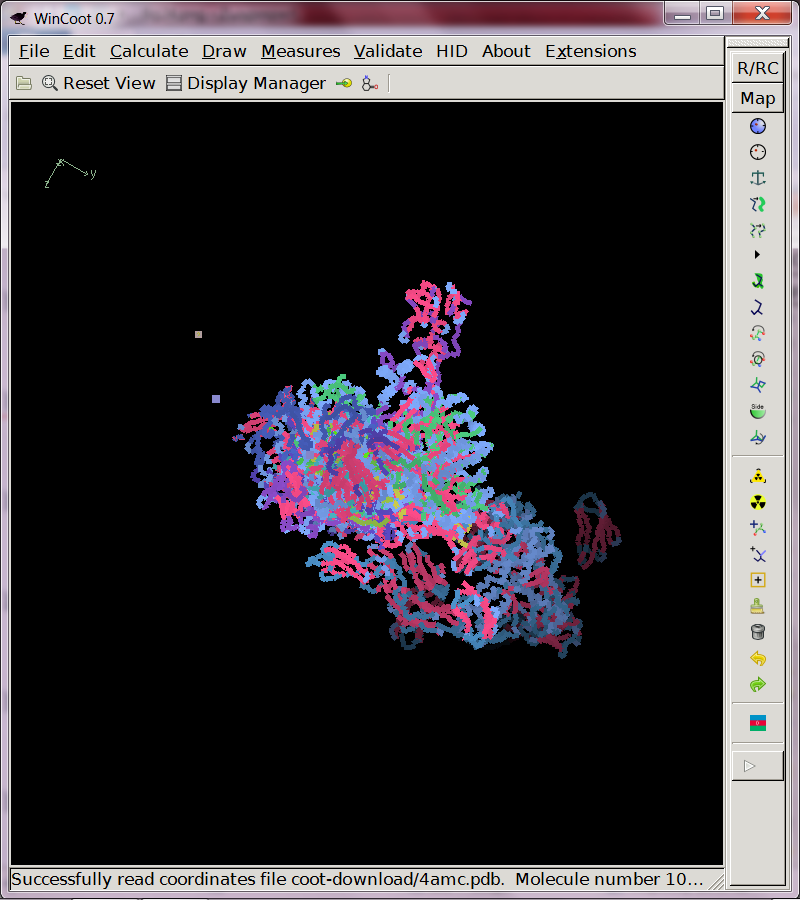 WinCoot 0.7
File Edit Calculate Draw Measures Validate HID About Extensions
R/RC
Reset View Display Manager
Map
x
y
z
Side
Successfully read coordinates file coot-download/4amc.pdb. Molecule number 10...